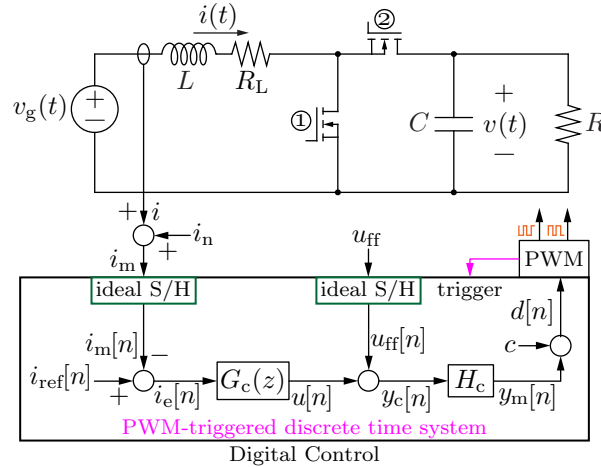 i(t)
②
L
R_L
v_g(t)
①
C
v(t)
R
i
i_n
i_m
u_ff
PWM
ideal S/H
ideal S/H
trigger
d[n]
i_m[n]
u_ff[n]
c
i_ref[n]
i_e[n]
G_c(z)
u[n]
y_c[n]
H_c
y_m[n]
PWM-triggered discrete time system
Digital Control